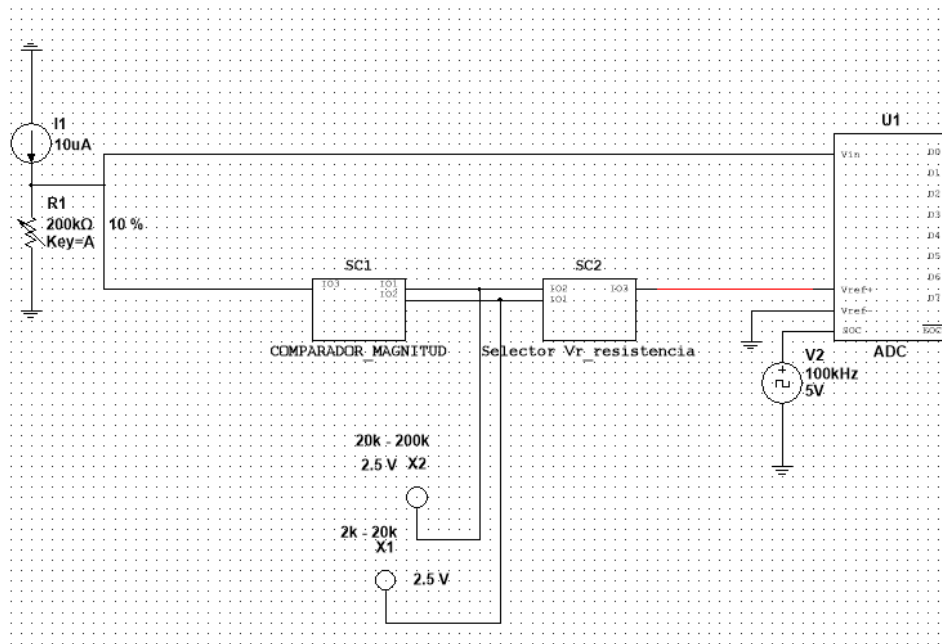 I1
10uA
R1
200kΩ 10 %
Key=A
U1
Vin
D0
D1
D2
D3
D4
D5
D6
D7
Vref+
Vref-
SOC
EOC
ADC
SC1
IO3 IO1
IO2
COMPARADOR_MAGNITUD
SC2
IO2 IO3
IO1
Selector Vr_resistencia
V2
100kHz
5V
20k - 200k
2.5 V X2
2k - 20k
X1
2.5 V